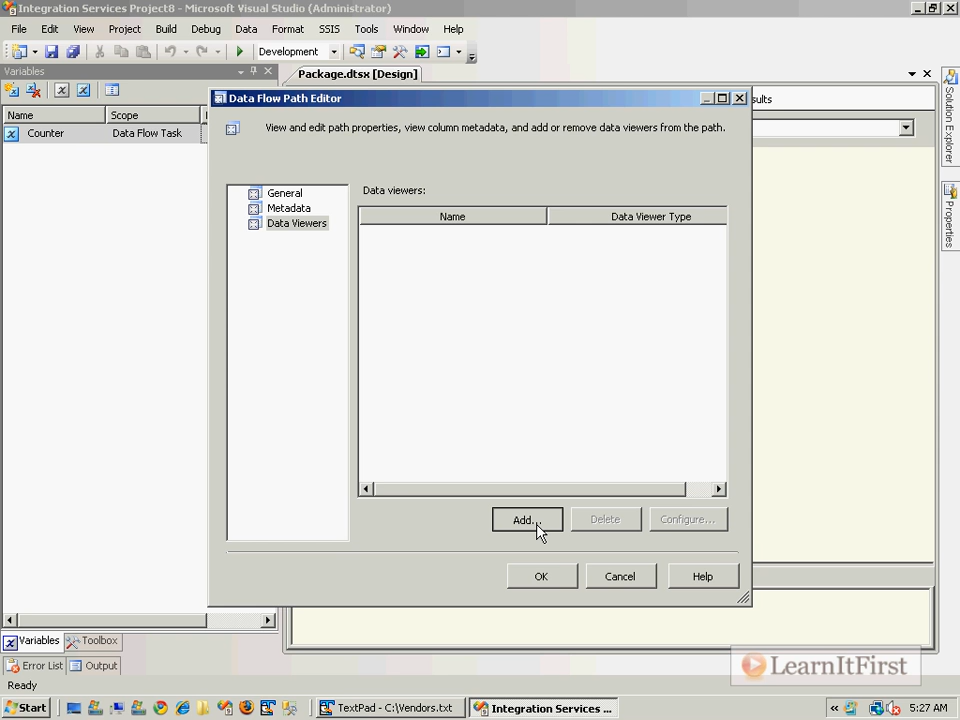 Integration Services Project8 - Microsoft Visual Studio (Administrator)
File Edit View Project Build Debug Data Format SSIS Tools Window Help
Development
Variables
Package.dtsx [Design]
Name Scope
Counter Data Flow Task
Data Flow Path Editor
sults
View and edit path properties, view column metadata, and add or remove data viewers from the path.
General
Metadata
Data Viewers
Data viewers:
Name Data Viewer Type
Add... Delete Configure...
OK Cancel Help
Solution Explorer
Properties
Variables Toolbox
Error List Output
Ready
LearnItFirst
Start TextPad - C:\Vendors.txt Integration Services ... 5:27 AM